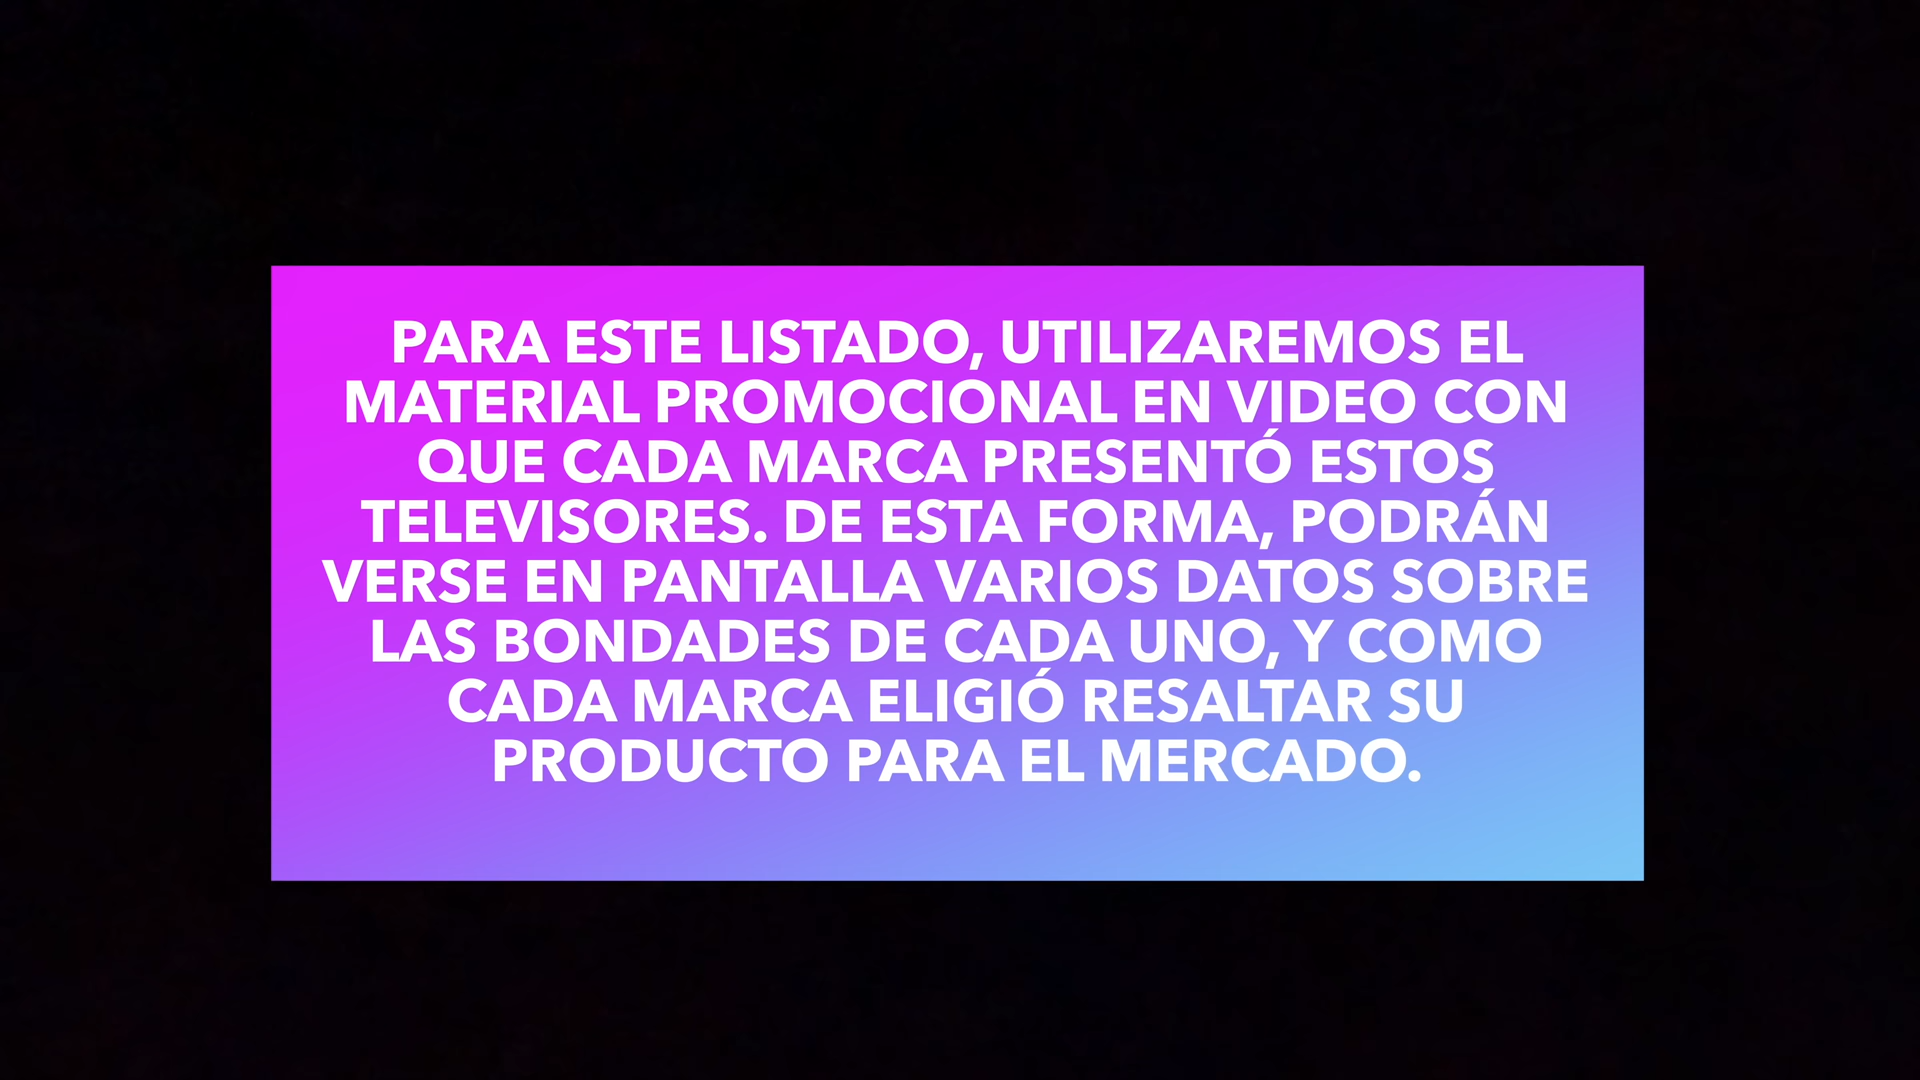 PARA ESTE LISTADO, UTILIZAREMOS EL
MATERIAL PROMOCIONAL EN VIDEO CON
QUE CADA MARCA PRESENTÓ ESTOS
TELEVISORES. DE ESTA FORMA, PODRÁN
VERSE EN PANTALLA VARIOS DATOS SOBRE
LAS BONDADES DE CADA UNO, Y COMO
CADA MARCA ELIGIÓ RESALTAR SU
PRODUCTO PARA EL MERCADO.